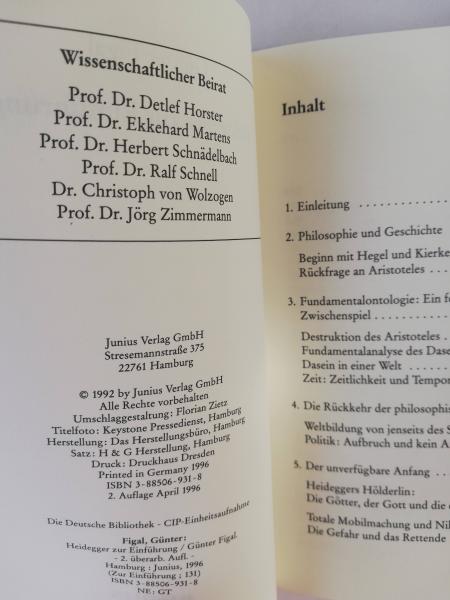 Wissenschaftlicher Beirat
Prof. Dr. Detlef Horster
Prof. Dr. Ekkehard Martens
Prof. Dr. Herbert Schnädelbach
Prof. Dr. Ralf Schnell
Dr. Christoph von Wolzogen
Prof. Dr. Jörg Zimmermann
Junius Verlag GmbH
Stresemannstraße 375
22761 Hamburg
© 1992 by Junius Verlag GmbH
Alle Rechte vorbehalten
Umschlaggestaltung: Florian Zietz
Titelfoto: Keystone Pressedienst, Hamburg
Herstellung: Das Herstellungsbüro, Hamburg
Satz: H & G Herstellung, Hamburg
Druck: Druckhaus Dresden
Printed in Germany 1996
ISBN 3-88506-931-8
2. Auflage April 1996
Die Deutsche Bibliothek - CIP-Einheitsaufnahme
Figal, Günter:
Heidegger zur Einführung / Günter Figal.
- 2. überarb. Aufl. -
Hamburg : Junius, 1996
(Zur Einführung ; 131)
ISBN 3-88506-931-8
NE: GT
Inhalt
1. Einleitung . . . . . . . . . . . . . .
2. Philosophie und Geschichte
Beginn mit Hegel und Kierke
Rückfrage an Aristoteles . . .
3. Fundamentalontologie: Ein f
Zwischenspiel . . . . . . . . . . .
Destruktion des Aristoteles .
Fundamentalanalyse des Dase
Dasein in einer Welt . . . . . .
Zeit: Zeitlichkeit und Tempor
4. Die Rückkehr der philosophis
Weltbildung von jenseits des S
Politik: Aufbruch und kein A
5. Der unverfügbare Anfang . .
Heideggers Hölderlin:
Die Götter, der Gott und die
Totale Mobilmachung und Ni
Die Gefahr und das Rettende